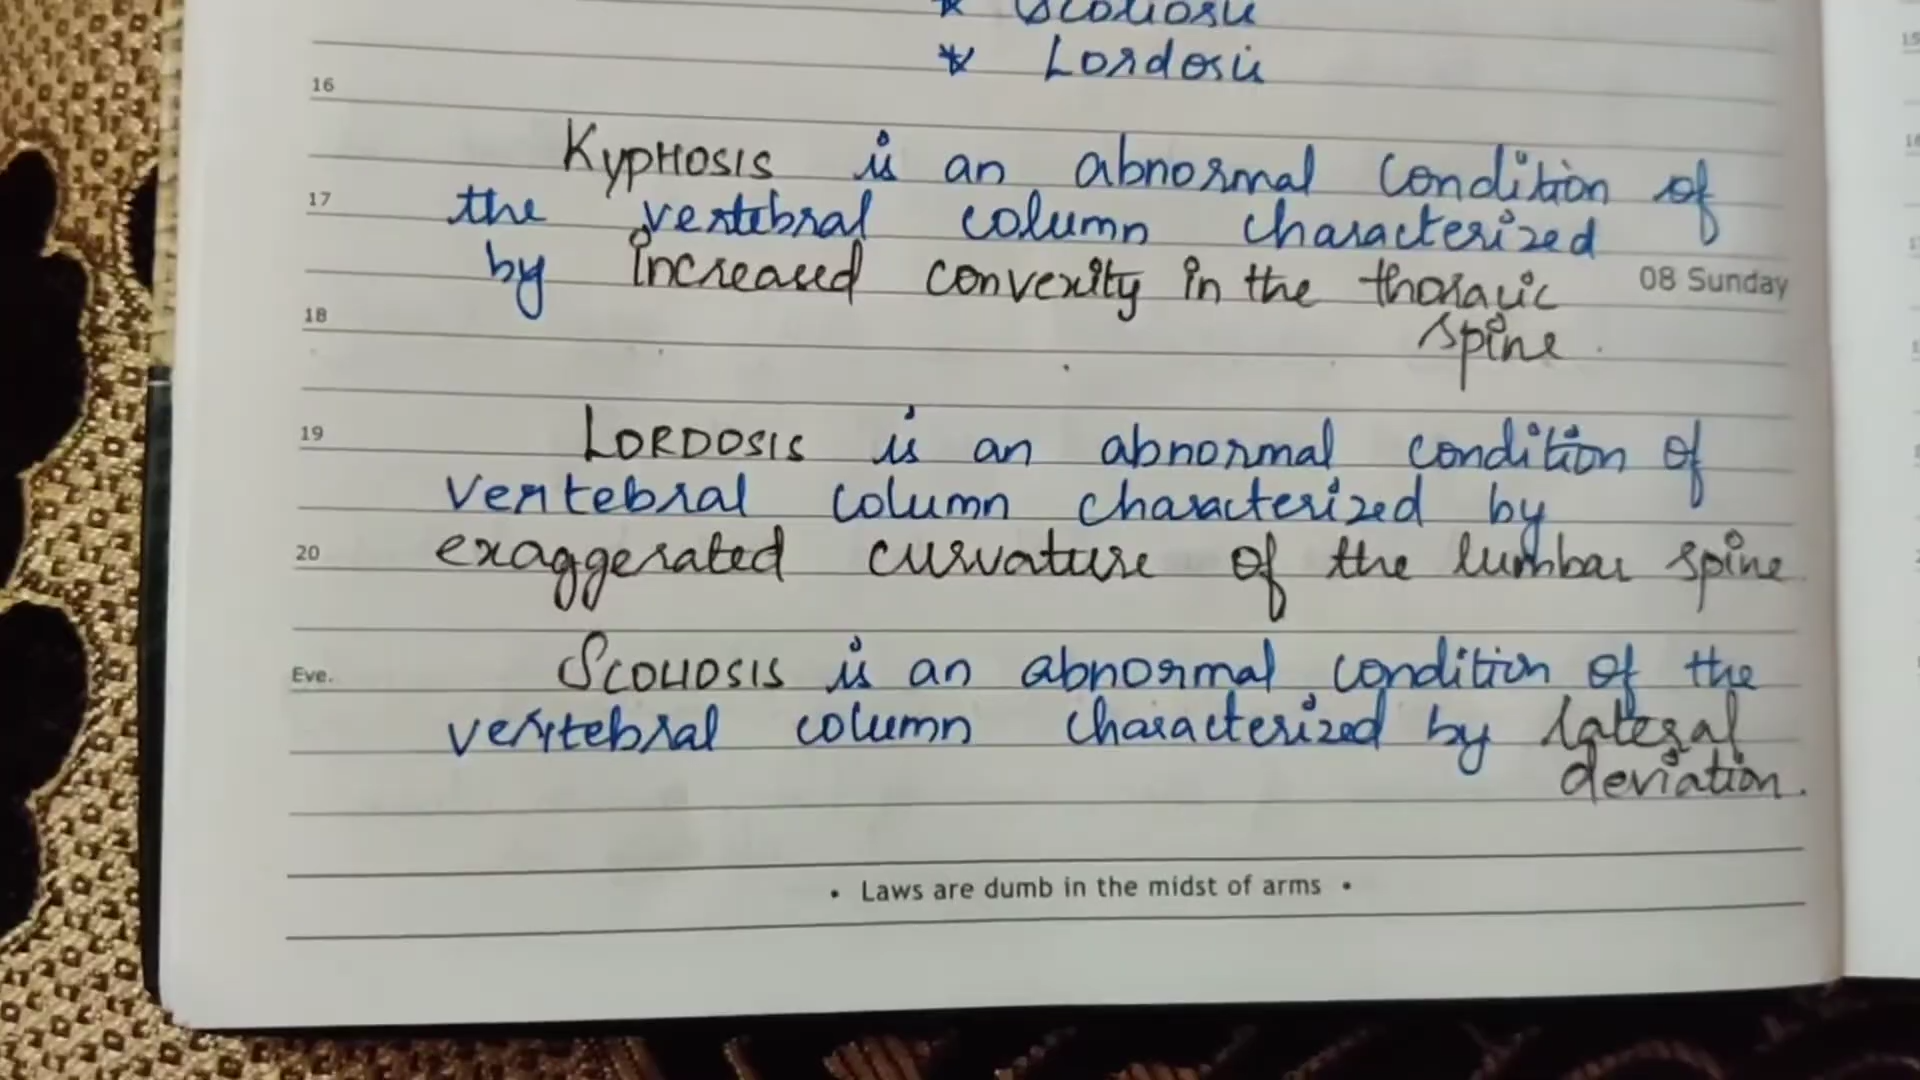 * Scoliosis
* Lordosis
16
KYPHOSIS is an abnormal condition of
17 the vertebral column characterized
by increased convexity in the thoracic 08 Sunday
18 spine.
19 LORDOSIS is an abnormal condition of
vertebral column characterized by
20 exaggerated curvature of the lumbar spine
Eve. SCOLIOSIS is an abnormal condition of the
vertebral column characterized by lateral
deviation.
• Laws are dumb in the midst of arms •